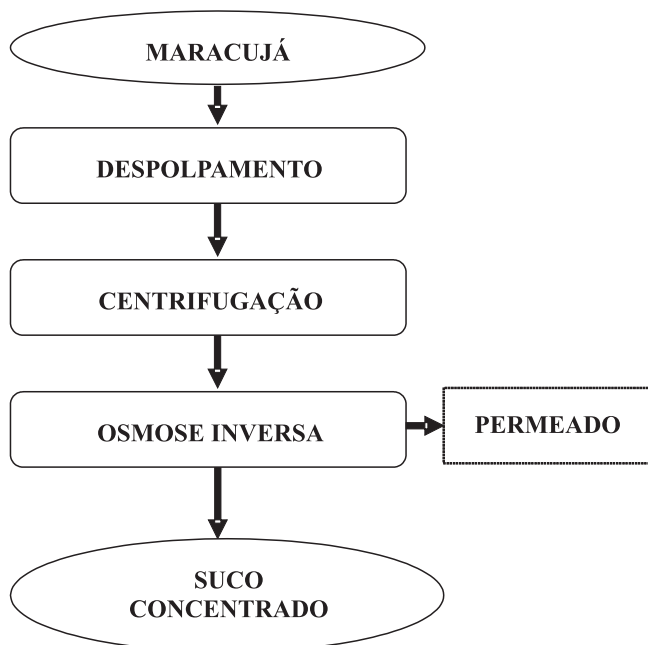 MARACUJÁ
DESPOLPAMENTO
CENTRIFUGAÇÃO
OSMOSE INVERSA
PERMEADO
SUCO
CONCENTRADO